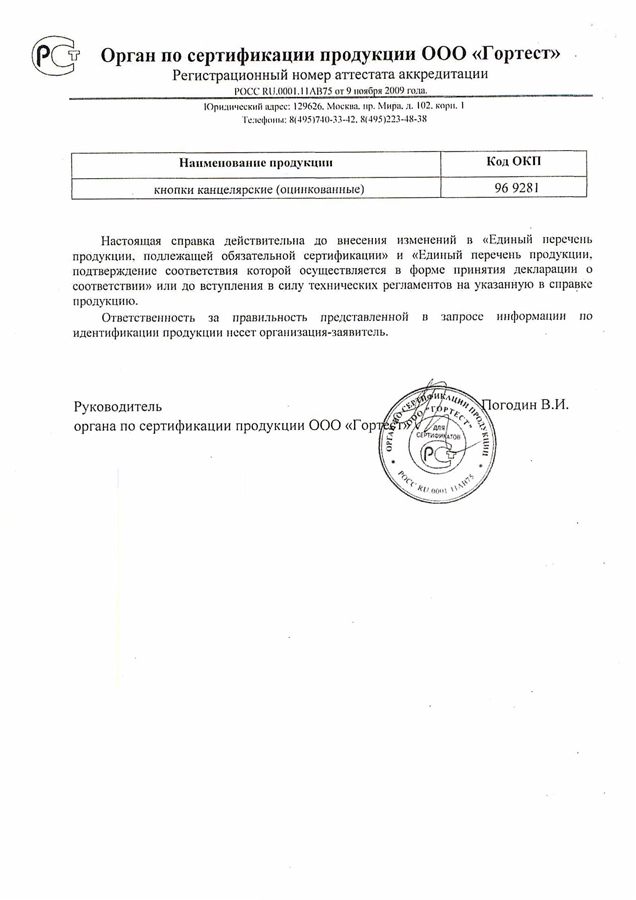 РСТ
Орган по сертификации продукции ООО «Гортест»
Регистрационный номер аттестата аккредитации
РОСС RU.0001.11АВ75 от 9 ноября 2009 года.
Юридический адрес: 129626, Москва, пр. Мира, д. 102, корп. 1
Телефоны: 8(495)740-33-42, 8(495)223-48-38
Наименование продукции Код ОКП
кнопки канцелярские (оцинкованные) 96 9281
Настоящая справка действительна до внесения изменений в «Единый перечень
продукции, подлежащей обязательной сертификации» и «Единый перечень продукции,
подтверждение соответствия которой осуществляется в форме принятия декларации о
соответствии» или до вступления в силу технических регламентов на указанную в справке
продукцию.
Ответственность за правильность представленной в запросе информации по
идентификации продукции несет организация-заявитель.
Руководитель Погодин В.И.
органа по сертификации продукции ООО «Гортест»
ОРГАН ПО СЕРТИФИКАЦИИ ПРОДУКЦИИ
ООО "ГОРТЕСТ"
ДЛЯ
СЕРТИФИКАТОВ
РСТ
РОСС RU.0001.11АВ75